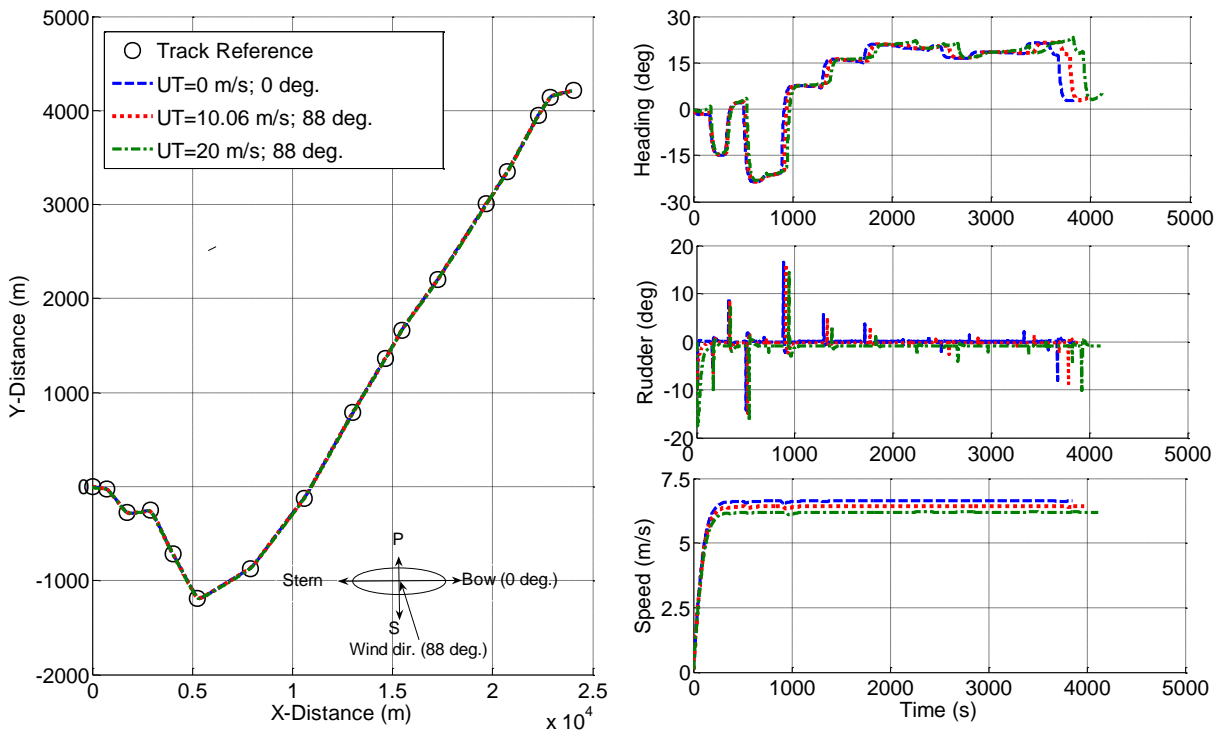 5000
4000
3000
2000
1000
0
-1000
-2000
Y-Distance (m)
Track Reference
UT=0 m/s; 0 deg.
UT=10.06 m/s; 88 deg.
UT=20 m/s; 88 deg.
P
Stern
Bow (0 deg.)
S
Wind dir. (88 deg.)
0 0.5 1 1.5 2 2.5
X-Distance (m)
x 10⁴
30
15
0
-15
-30
Heading (deg)
0 1000 2000 3000 4000 5000
20
10
0
-10
-20
Rudder (deg)
0 1000 2000 3000 4000 5000
7.5
5
2.5
0
Speed (m/s)
0 1000 2000 3000 4000 5000
Time (s)